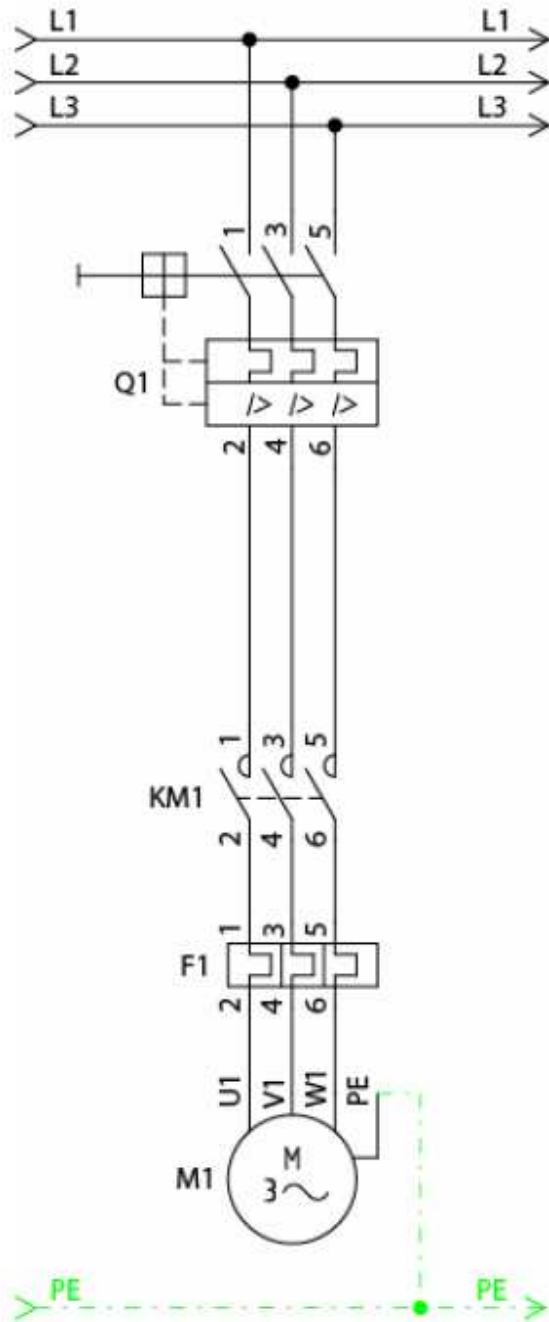 L1 L1
L2 L2
L3 L3
1 3 5
Q1
I> I> I>
2 4 6
1 3 5
KM1
2 4 6
1 3 5
F1
2 4 6
U1 V1 W1 PE
M1
M
3~
PE PE